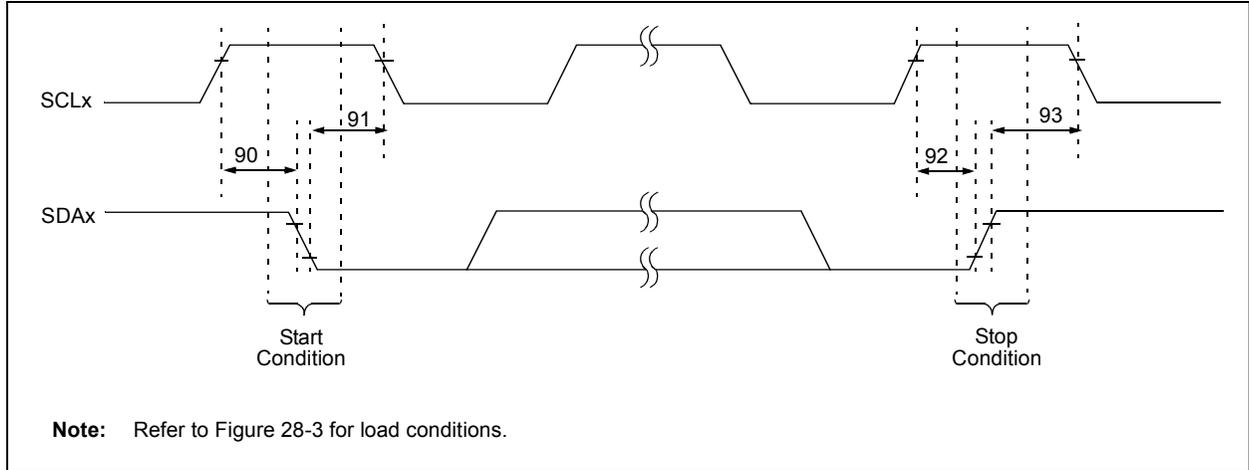 SCLx
91
93
90
92
SDAx
Start
Condition
Stop
Condition
Note: Refer to Figure 28-3 for load conditions.